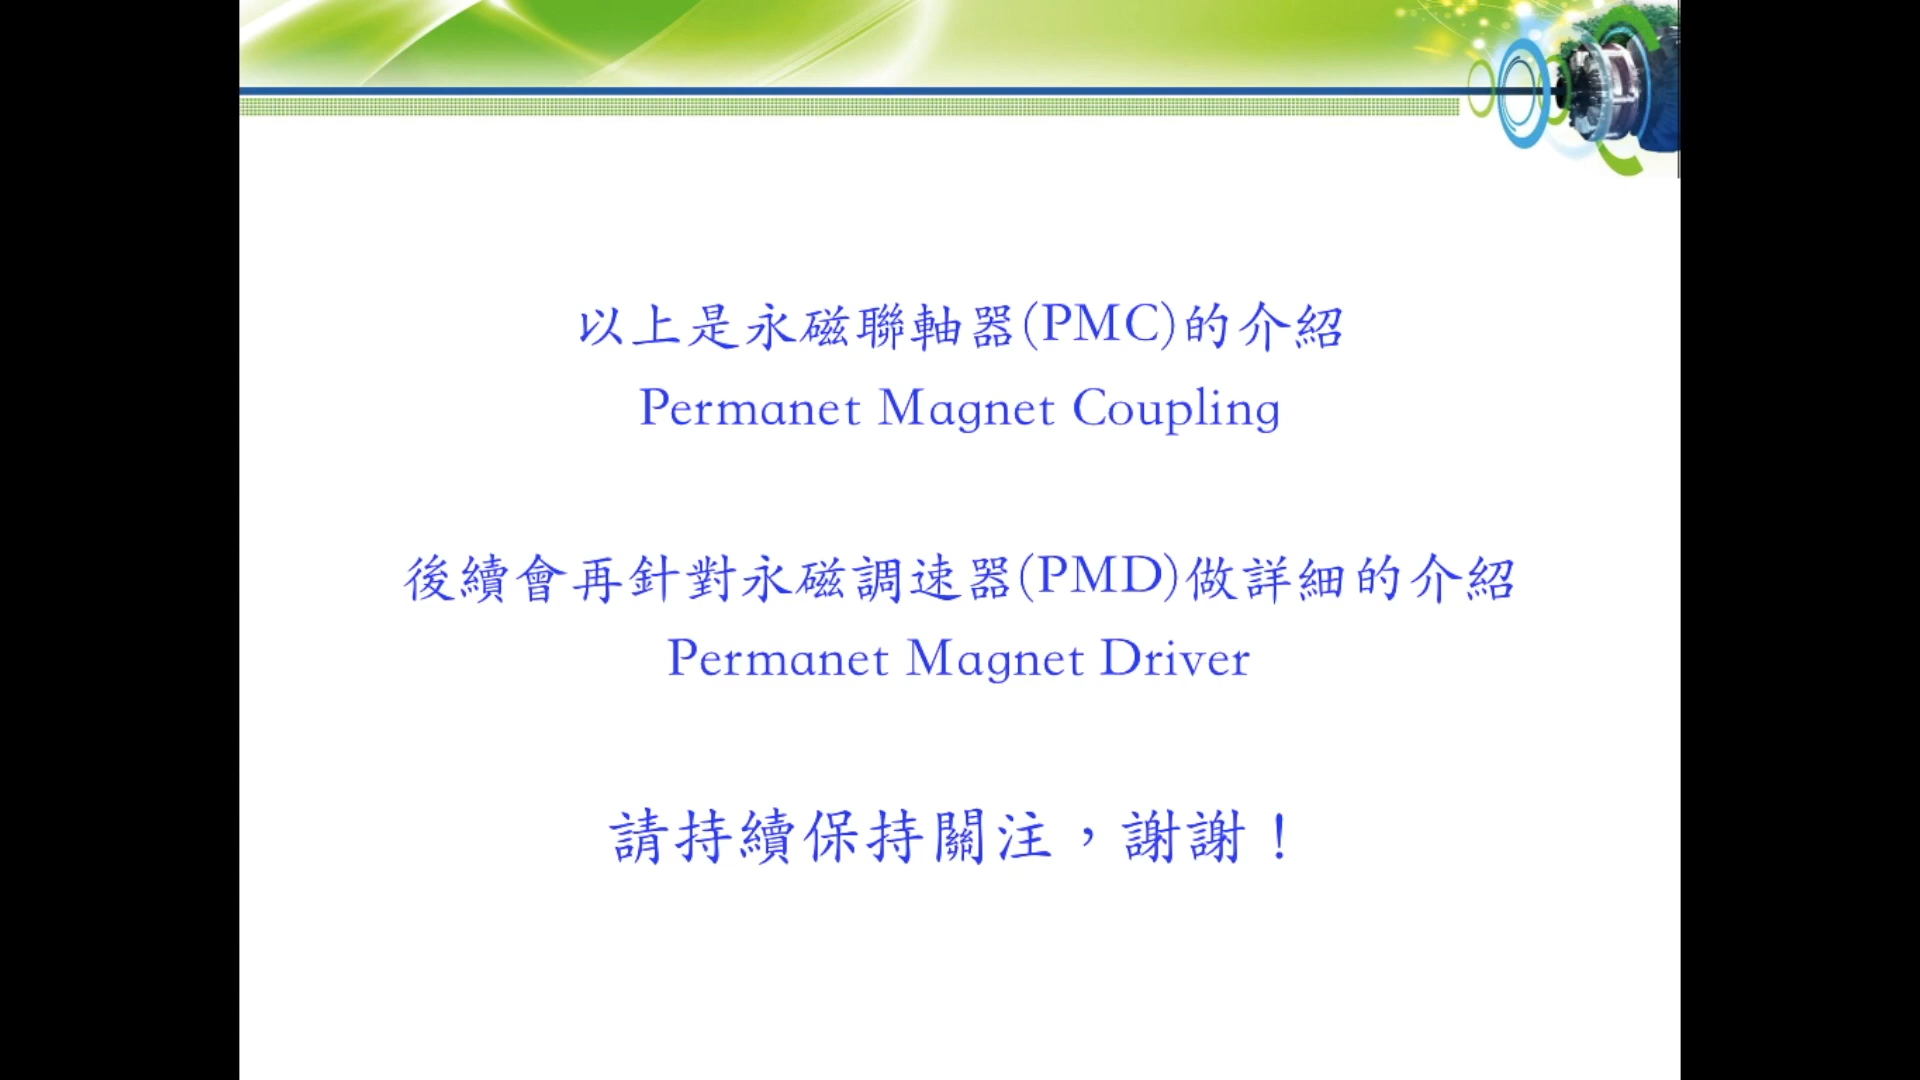 以上是永磁聯軸器(PMC)的介紹
Permanet Magnet Coupling
後續會再針對永磁調速器(PMD)做詳細的介紹
Permanet Magnet Driver
請持續保持關注，謝謝！